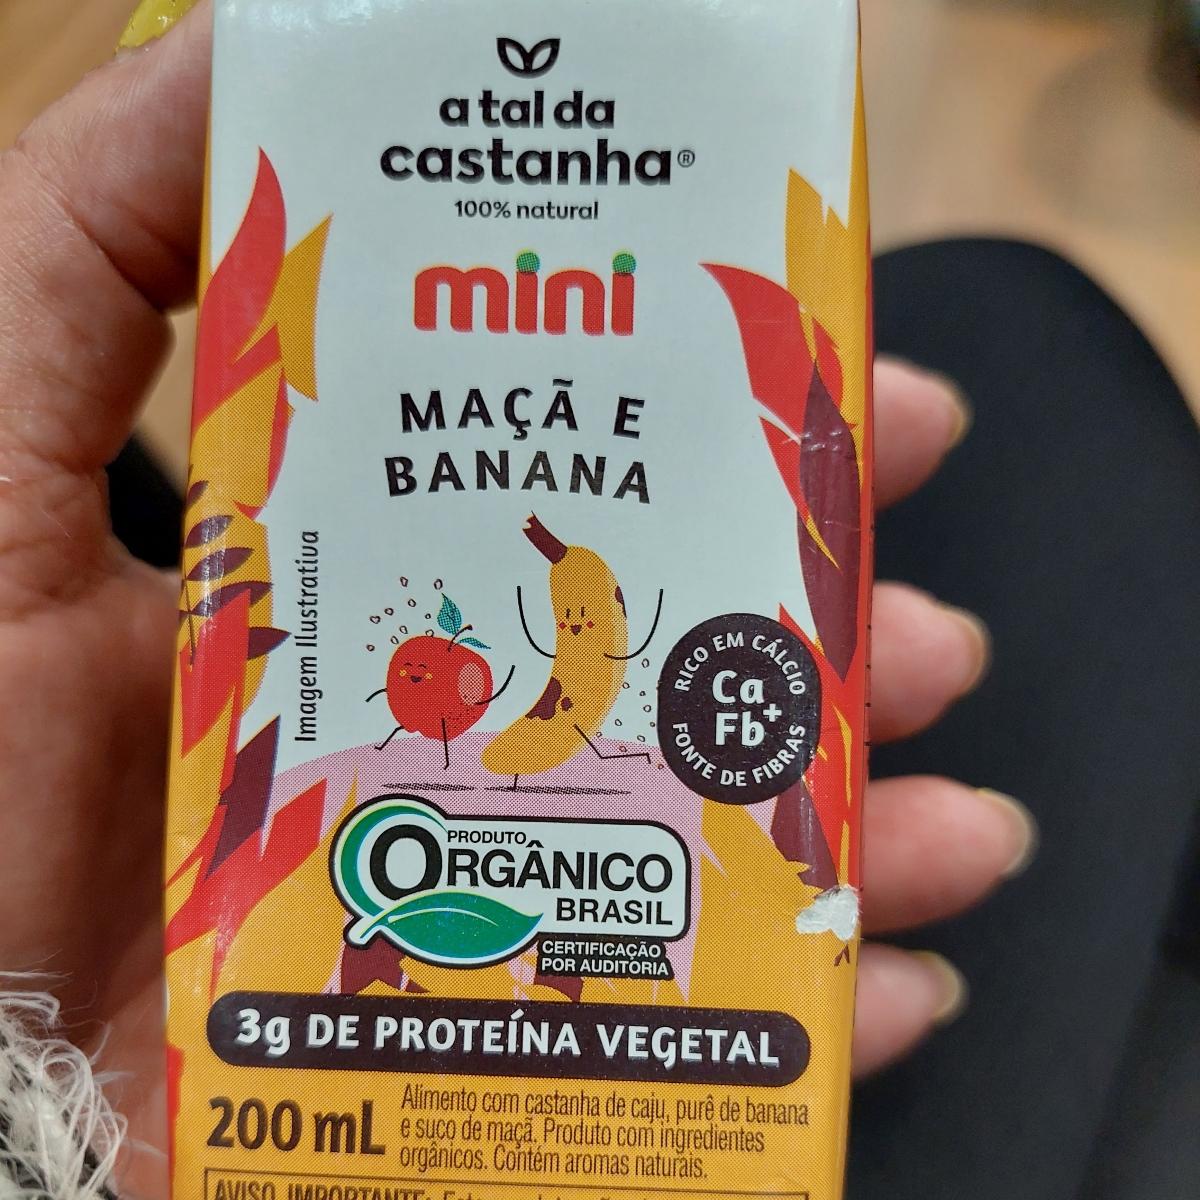 a tal da
castanha®
100% natural
mini
MAÇÃ E
BANANA
Imagem Ilustrativa
RICO EM CÁLCIO
Ca
+
Fb
FONTE DE FIBRAS
PRODUTO
ORGÂNICO
BRASIL
CERTIFICAÇÃO
POR AUDITORIA
3g DE PROTEÍNA VEGETAL
200 mL
Alimento com castanha de caju, purê de banana
e suco de maçã. Produto com ingredientes
orgânicos. Contém aromas naturais.
AVISO IMPORTANTE: